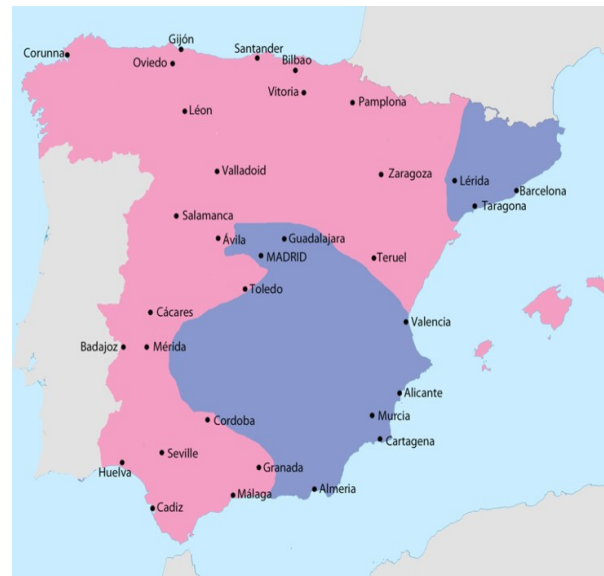 Gijón
Corunna
Santander
Oviedo
Bilbao
Vitoria
Pamplona
Léon
Valladoid
Zaragoza
Lérida
Barcelona
Taragona
Salamanca
Ávila
Guadalajara
MADRID
Teruel
Toledo
Cácares
Valencia
Badajoz
Mérida
Alicante
Murcia
Cordoba
Cartagena
Seville
Granada
Huelva
Almeria
Málaga
Cadiz